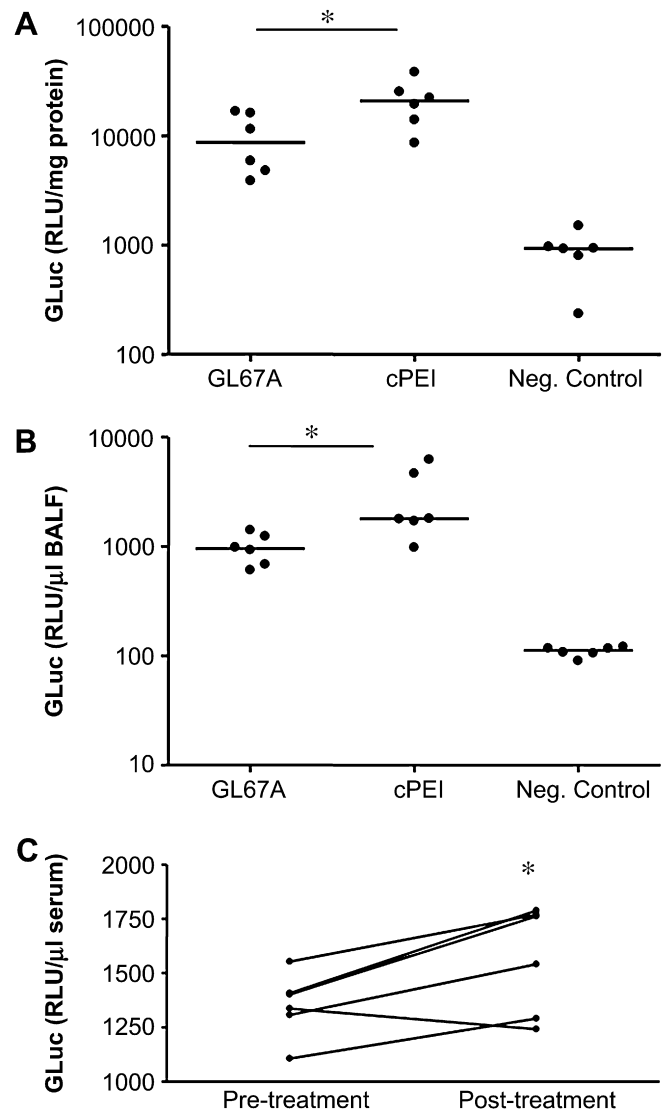 A
*
GLuc (RLU/mg protein)
100000
10000
1000
100
GL67A cPEI Neg. Control
B
*
GLuc (RLU/µl BALF)
10000
1000
100
10
GL67A cPEI Neg. Control
C
*
GLuc (RLU/µl serum)
2000
1750
1500
1250
1000
Pre-treatment Post-treatment